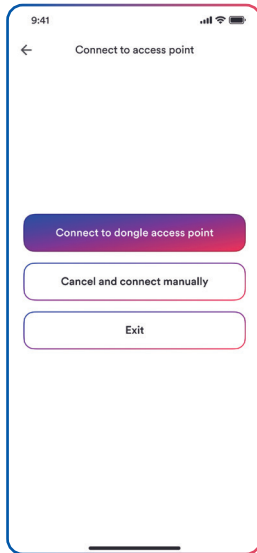 9:41
Connect to access point
Connect to dongle access point
Cancel and connect manually
Exit